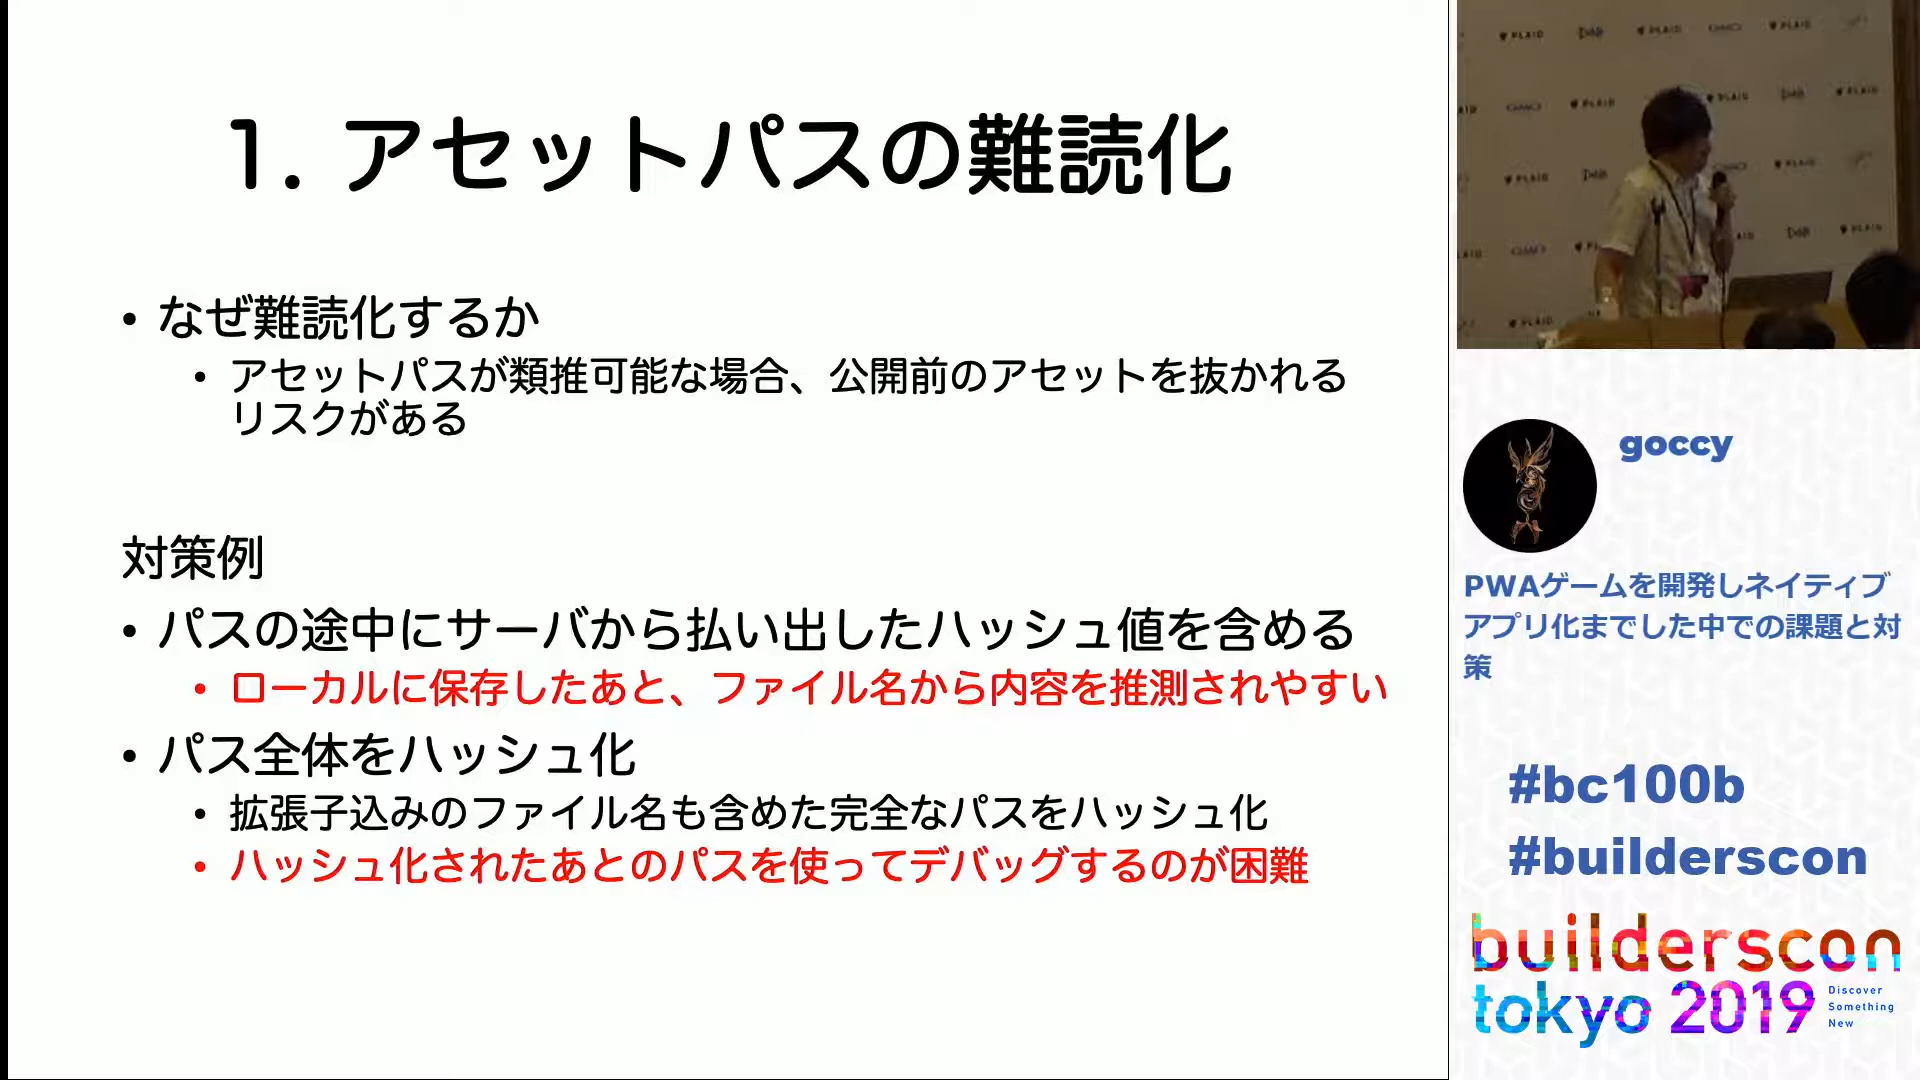 1. アセットパスの難読化
• なぜ難読化するか
• アセットパスが類推可能な場合、公開前のアセットを抜かれる
リスクがある
対策例
• パスの途中にサーバから払い出したハッシュ値を含める
• ローカルに保存したあと、ファイル名から内容を推測されやすい
• パス全体をハッシュ化
• 拡張子込みのファイル名も含めた完全なパスをハッシュ化
• ハッシュ化されたあとのパスを使ってデバッグするのが困難
PLAID
goccy
PWAゲームを開発しネイティブ
アプリ化までした中での課題と対
策
#bc100b
#builderscon
builderscon
tokyo 2019
Discover
Something
New